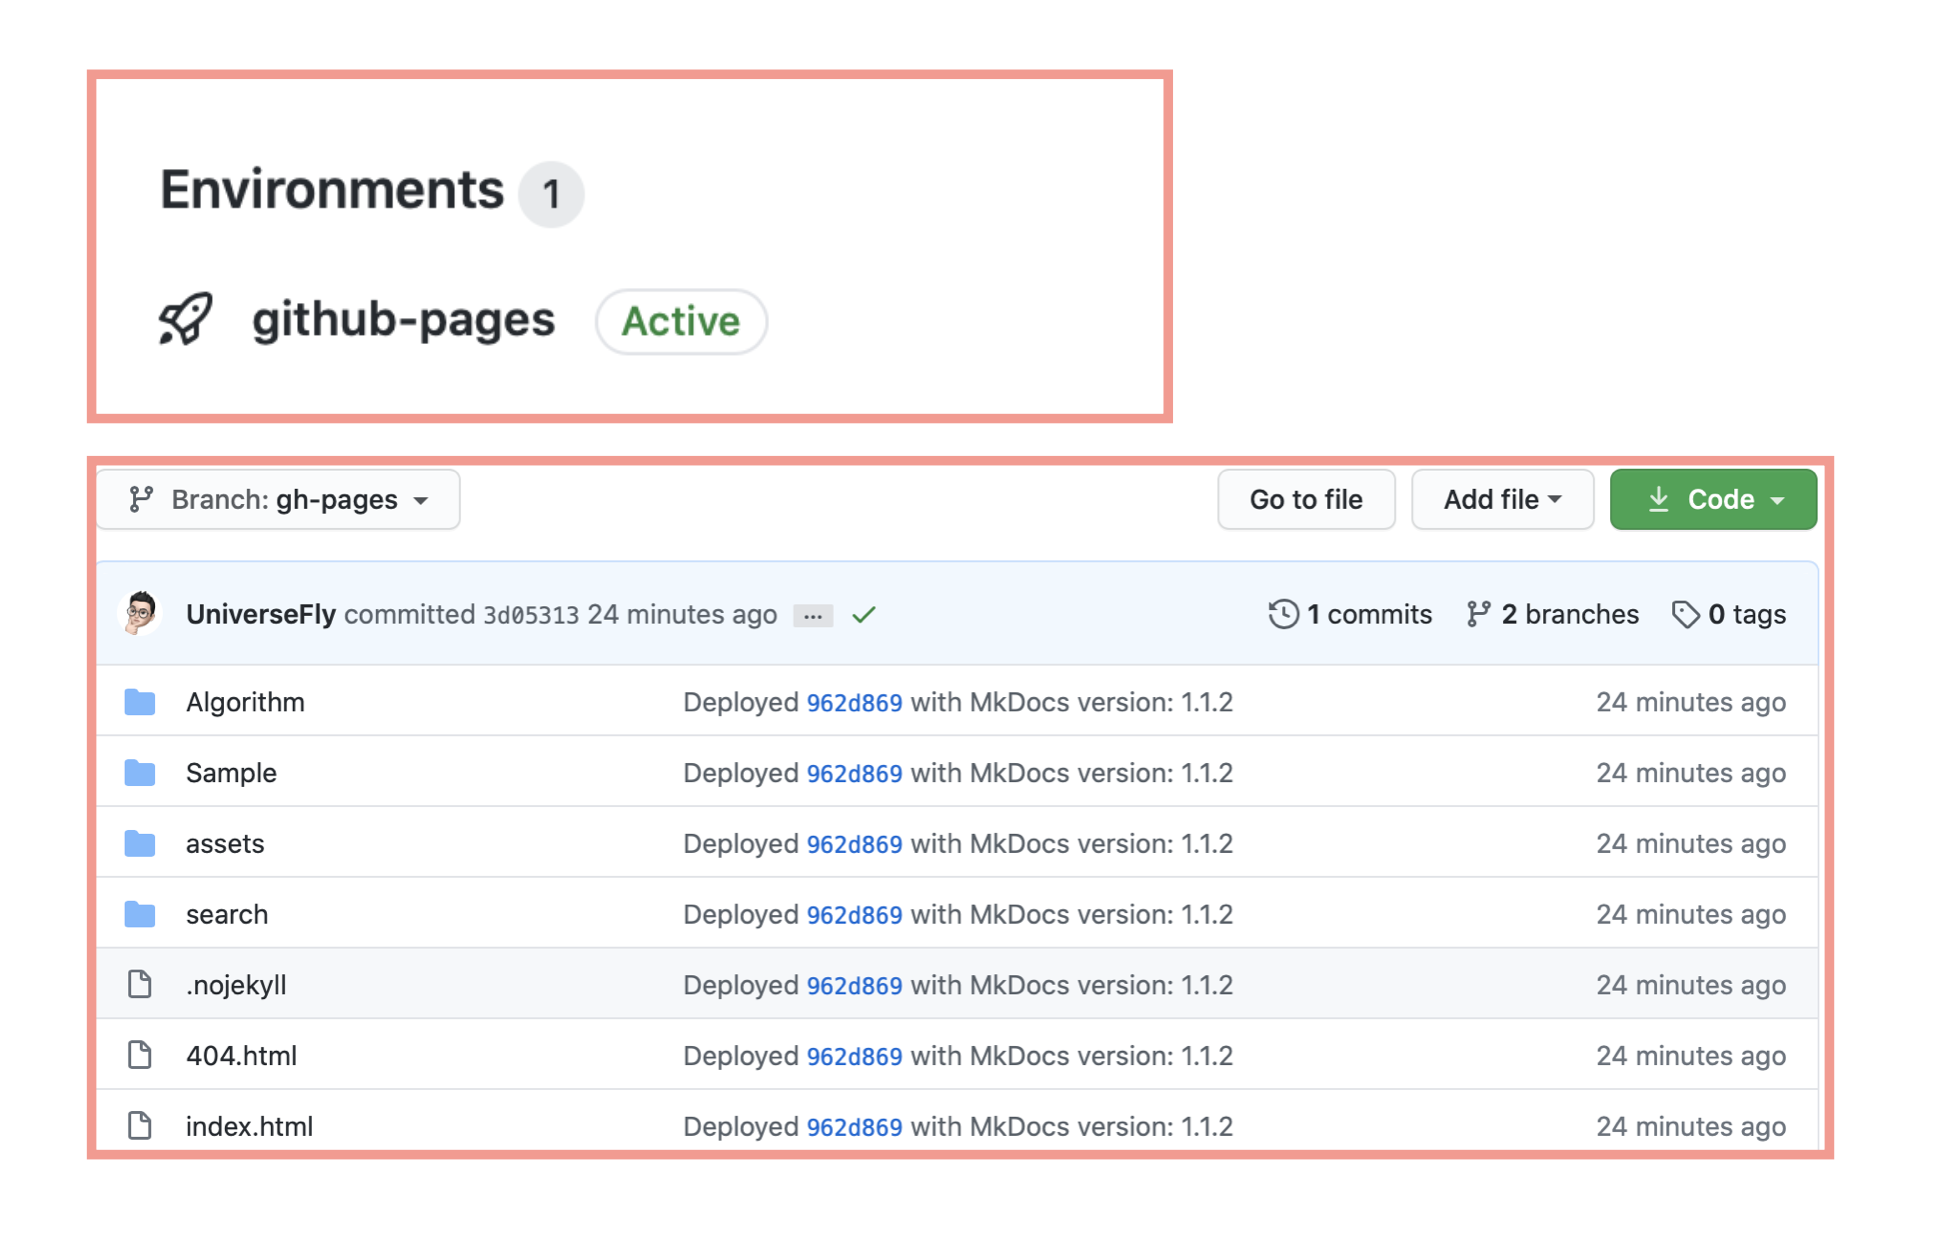 Environments 1
github-pages Active
Branch: gh-pages Go to file Add file Code
UniverseFly committed 3d05313 24 minutes ago ... 1 commits 2 branches 0 tags
Algorithm Deployed 962d869 with MkDocs version: 1.1.2 24 minutes ago
Sample Deployed 962d869 with MkDocs version: 1.1.2 24 minutes ago
assets Deployed 962d869 with MkDocs version: 1.1.2 24 minutes ago
search Deployed 962d869 with MkDocs version: 1.1.2 24 minutes ago
.nojekyll Deployed 962d869 with MkDocs version: 1.1.2 24 minutes ago
404.html Deployed 962d869 with MkDocs version: 1.1.2 24 minutes ago
index.html Deployed 962d869 with MkDocs version: 1.1.2 24 minutes ago